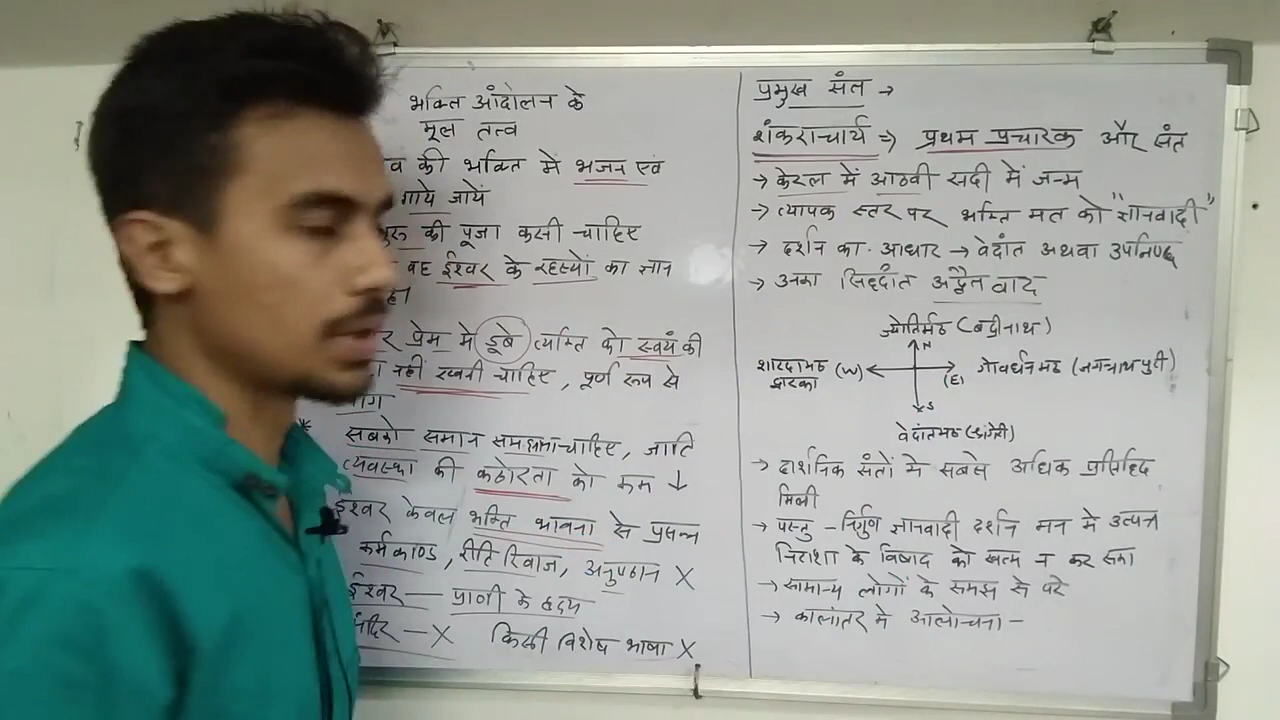 भक्ति आंदोलन के
मूल तत्व
की भक्ति में भजन एवं
गाये जायें
की पूजा करनी चाहिए
वह ईश्वर के रहस्यों का ज्ञान
प्रेम में डूबे व्यक्ति को स्वयं की
नहीं रखनी चाहिए, पूर्ण रूप से
* सबको समान समझना चाहिए, जाति
व्यवस्था की कठोरता को कम ↓
ईश्वर केवल भक्ति भावना से प्रसन्न
कर्मकाण्ड, रीति रिवाज, अनुष्ठान X
ईश्वर — प्राणी के हृदय
मंदिर — X किसी विशेष भाषा X
प्रमुख संत →
शंकराचार्य ⇒ प्रथम प्रचारक और संत
→ केरल में आठवी सदी में जन्म
→ व्यापक स्तर पर भक्ति मत को "ज्ञानवादी"
→ दर्शन का आधार → वेदांत अथवा उपनिषद्
→ उनका सिद्दांत अद्वैतवाद
ज्योतिर्मठ (बद्रीनाथ)
N
शारदामठ (W) (E) गोवर्धनमठ (जगन्नाथपुरी)
द्वारका
S
वेदांतमठ (श्रृंगेरी)
→ दार्शनिक संतों में सबसे अधिक प्रसिद्दि
मिली
→ परन्तु - निर्गुण ज्ञानवादी दर्शन मन में उत्पन्न
निराशा के विषाद को खत्म न कर सका
→ सामान्य लोगों के समझ से परे
→ कालांतर में आलोचना -